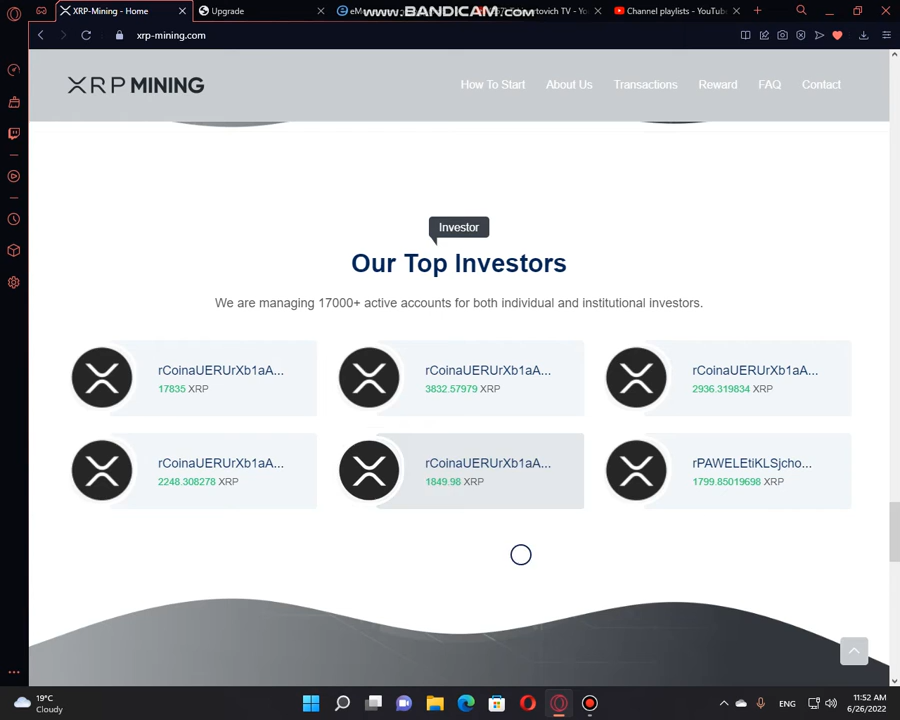 XRP-Mining - Home
Upgrade
www.BANDICAM.com
Channel playlists - YouTub
xrp-mining.com
XRP MINING
How To Start
About Us
Transactions
Reward
FAQ
Contact
Investor
Our Top Investors
We are managing 17000+ active accounts for both individual and institutional investors.
rCoinaUERUrXb1aA...
17835 XRP
rCoinaUERUrXb1aA...
3832.57979 XRP
rCoinaUERUrXb1aA...
2936.319834 XRP
rCoinaUERUrXb1aA...
2248.308278 XRP
rCoinaUERUrXb1aA...
1849.98 XRP
rPAWELEtiKLSjcho...
1799.85019698 XRP
19°C
Cloudy
ENG
11:52 AM
6/26/2022